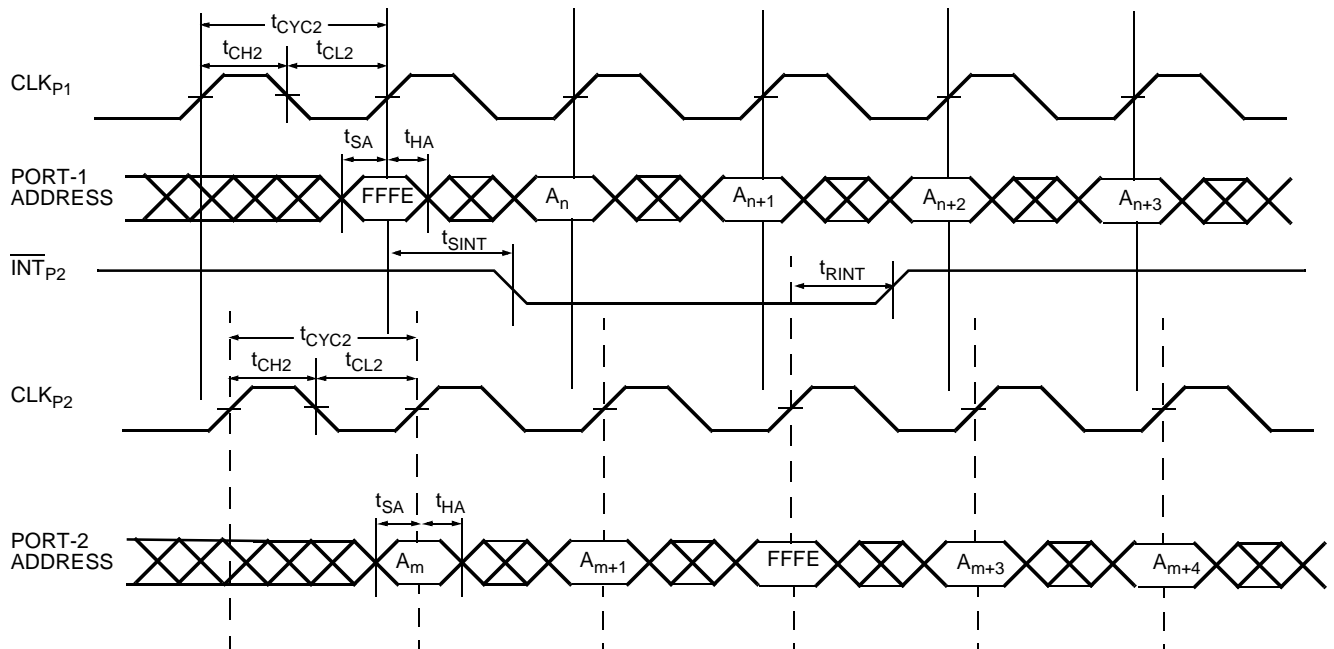 tCYC2
tCH2 tCL2
CLKP1
tSA tHA
PORT-1
ADDRESS
FFFE An An+1 An+2 An+3
tSINT
INTP2
tRINT
tCYC2
tCH2 tCL2
CLKP2
tSA tHA
PORT-2
ADDRESS
Am Am+1 FFFE Am+3 Am+4